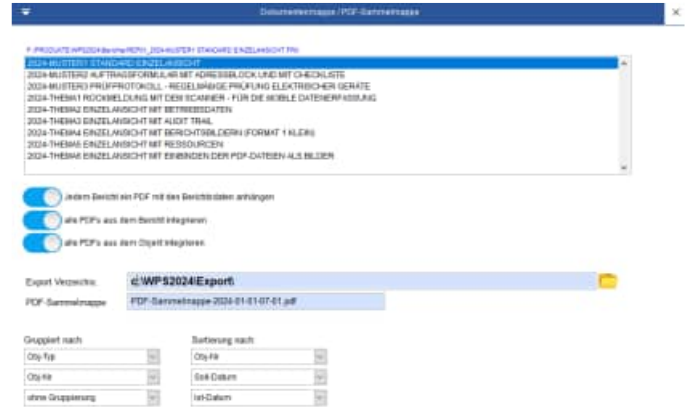 Dokumentenmappe/PDF-Sammelmappe
2024-MUSTER1 STANDARD EINZELANSICHT
2024-MUSTER2 AUFTRAGSFORMULAR MIT ADRESSBLOCK UND MIT CHECKLISTE
2024-MUSTER3 PRÜFPROTOKOLL - REGELMÄßIGE PRÜFUNG ELEKTRISCHER GERÄTE
2024-THEMA1 RÜCKMELDUNG MIT DEM SCANNER - FÜR DIE MOBILE DATENERFASSUNG
2024-THEMA2 EINZELANSICHT MIT BETRIEBSDATEN
2024-THEMA3 EINZELANSICHT MIT AUDIT TRAIL
2024-THEMA4 EINZELANSICHT MIT BERICHTSBILDERN (FORMAT 1 KLEIN)
2024-THEMA5 EINZELANSICHT MIT RESSOURCEN
2024-THEMA6 EINZELANSICHT MIT EINBINDEN DER PDF-DATEIEN ALS BILDER
Jedem Bericht ein PDF mit den Berichtsdaten anhängen
alle PDFs aus dem Bericht integrieren
alle PDFs aus dem Objekt integrieren
Export Verzeichnis c:\WPS2024\Export\
PDF-Sammelmappe PDF-Sammelmappe-2024-01-01-07-01.pdf
Gruppiert nach Sortierung nach
Obj-Typ Obj-Nr
Obj-Nr Soll-Datum
ohne Gruppierung Ist-Datum